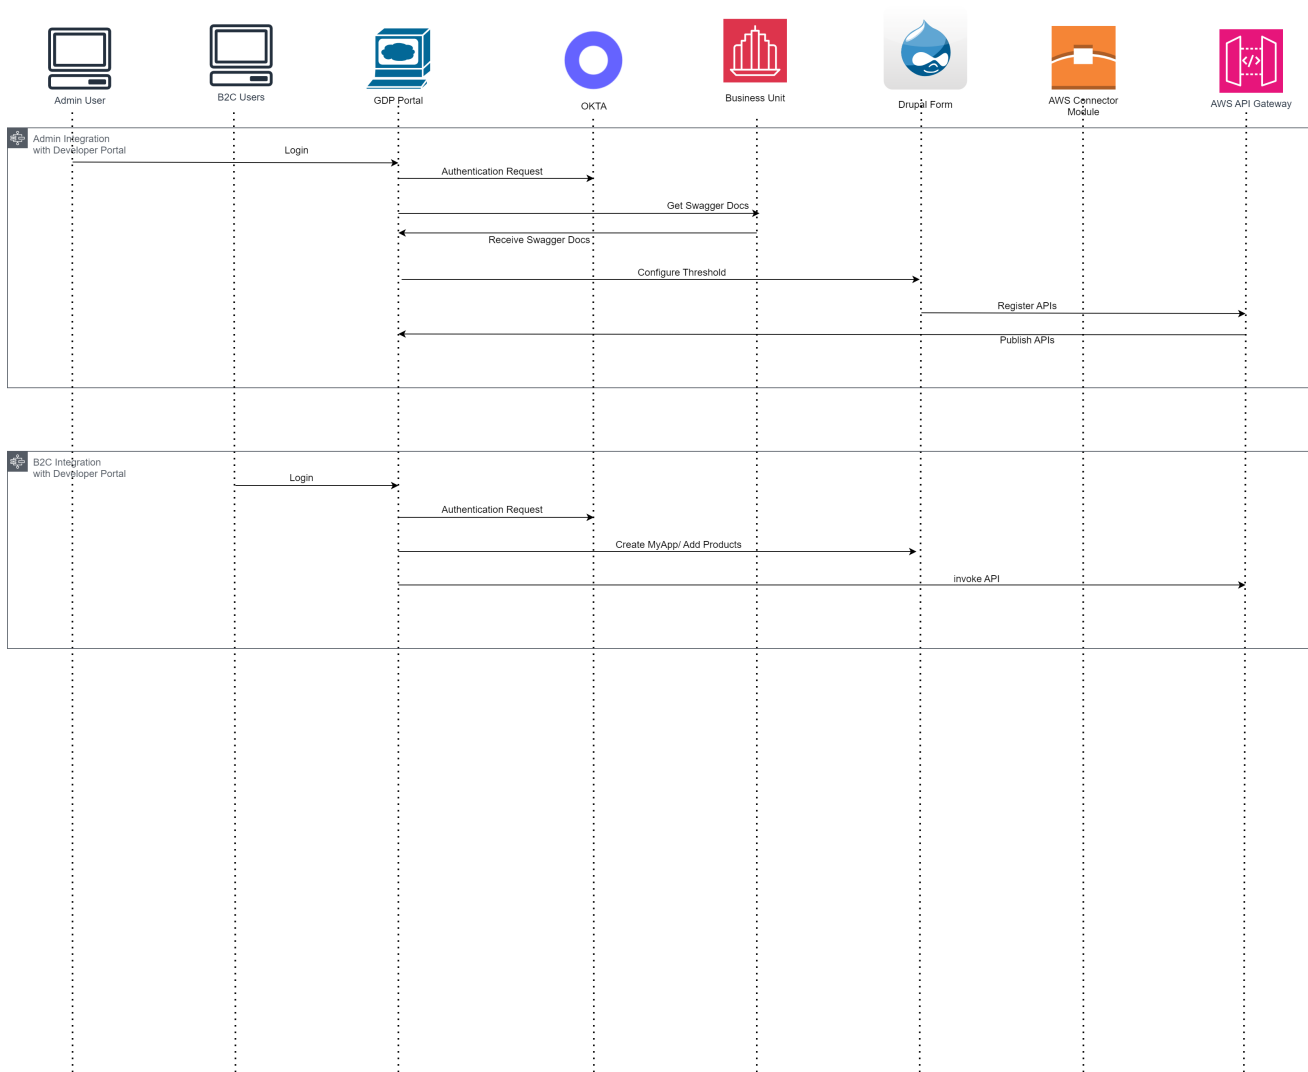 Admin User
B2C Users
GDP Portal
OKTA
Business Unit
Drupal Form
AWS Connector
Module
AWS API Gateway
</>
Admin Integration
with Developer Portal
Login
Authentication Request
Get Swagger Docs
Receive Swagger Docs
Configure Threshold
Register APIs
Publish APIs
B2C Integration
with Developer Portal
Login
Authentication Request
Create MyApp/ Add Products
invoke API